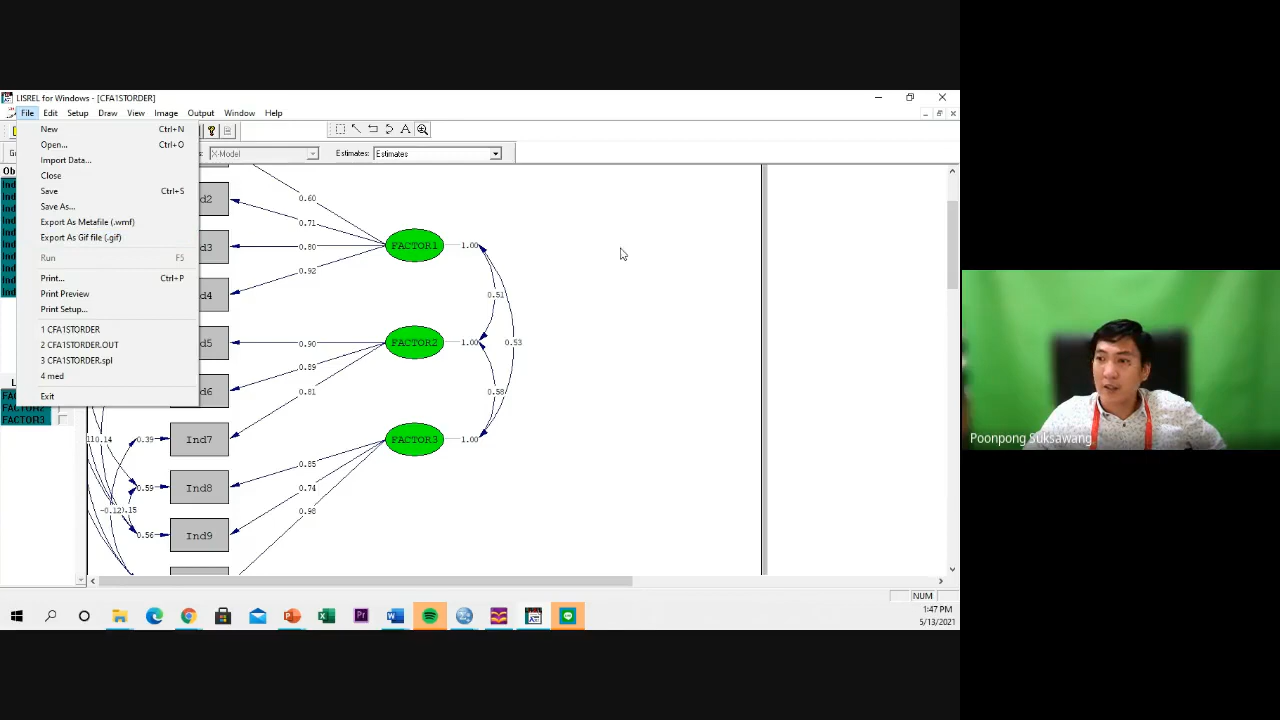 LISREL for Windows - [CFA1STORDER]
File Edit Setup Draw View Image Output Window Help
X-Model Estimates: Estimates
New Ctrl+N
Open... Ctrl+O
Import Data...
Close
Save Ctrl+S
Save As...
Export As Metafile (.wmf)
Export As Gif file (.gif)
Run F5
Print... Ctrl+P
Print Preview
Print Setup...
1 CFA1STORDER
2 CFA1STORDER.OUT
3 CFA1STORDER.spl
4 med
Exit
FACTOR2
FACTOR3
0.60
0.71
0.80
0.92
FACTOR1 1.00
0.51
0.90
FACTOR2 1.00
0.53
0.89
0.81
0.58
0.39 Ind7
FACTOR3 1.00
0.85
0.59 Ind8
0.74
0.98
0.56 Ind9
NUM
1:47 PM
5/13/2021
Poonpong Suksawang